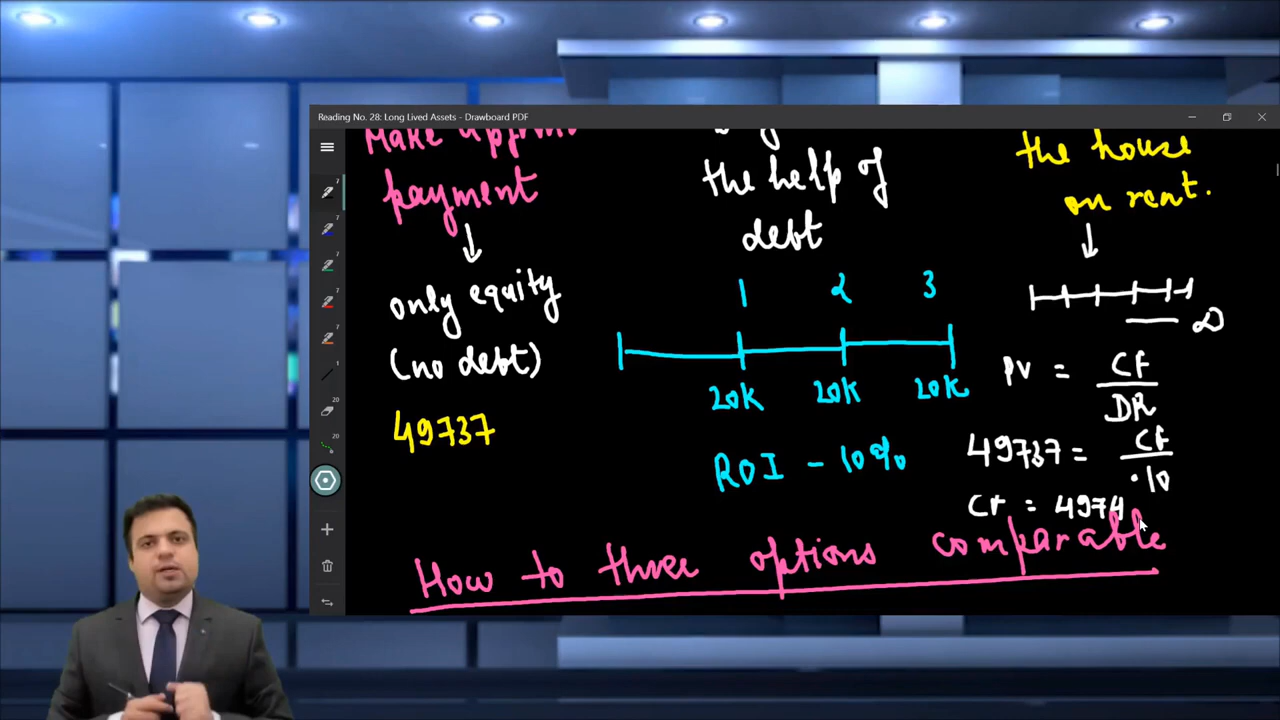 Reading No. 28: Long Lived Assets - Drawboard PDF
Make
payment
only equity
(no debt)
49737
the help of
debt
1 2 3
20K 20K 20K
ROI - 10%
the house
on rent.
∞
PV = CF
DR
49737 = CF
.10
CF = 4974
How to three options comparable